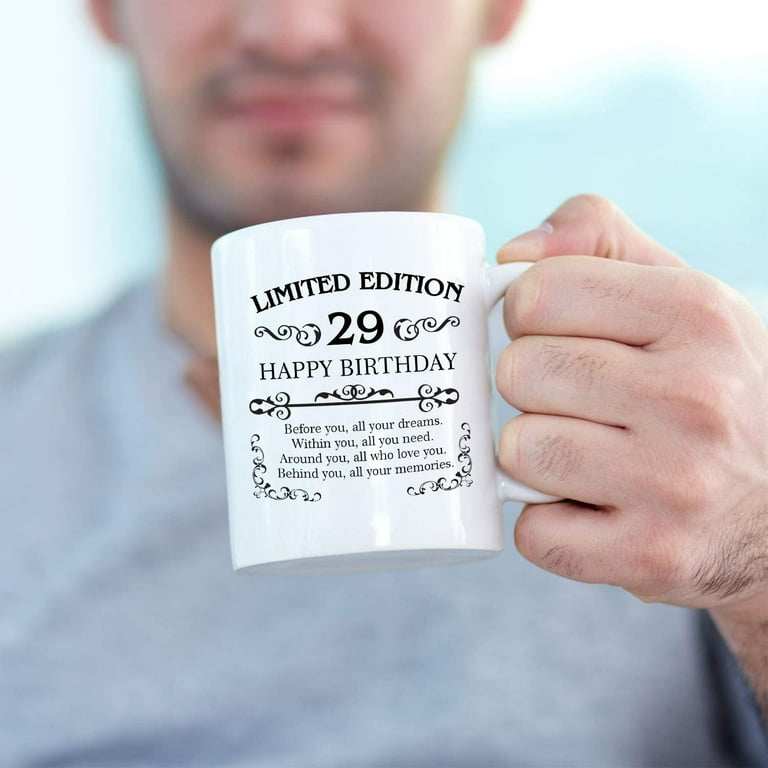 LIMITED EDITION
29
HAPPY BIRTHDAY
Before you, all your dreams.
Within you, all you need.
Around you, all who love you.
Behind you, all your memories.